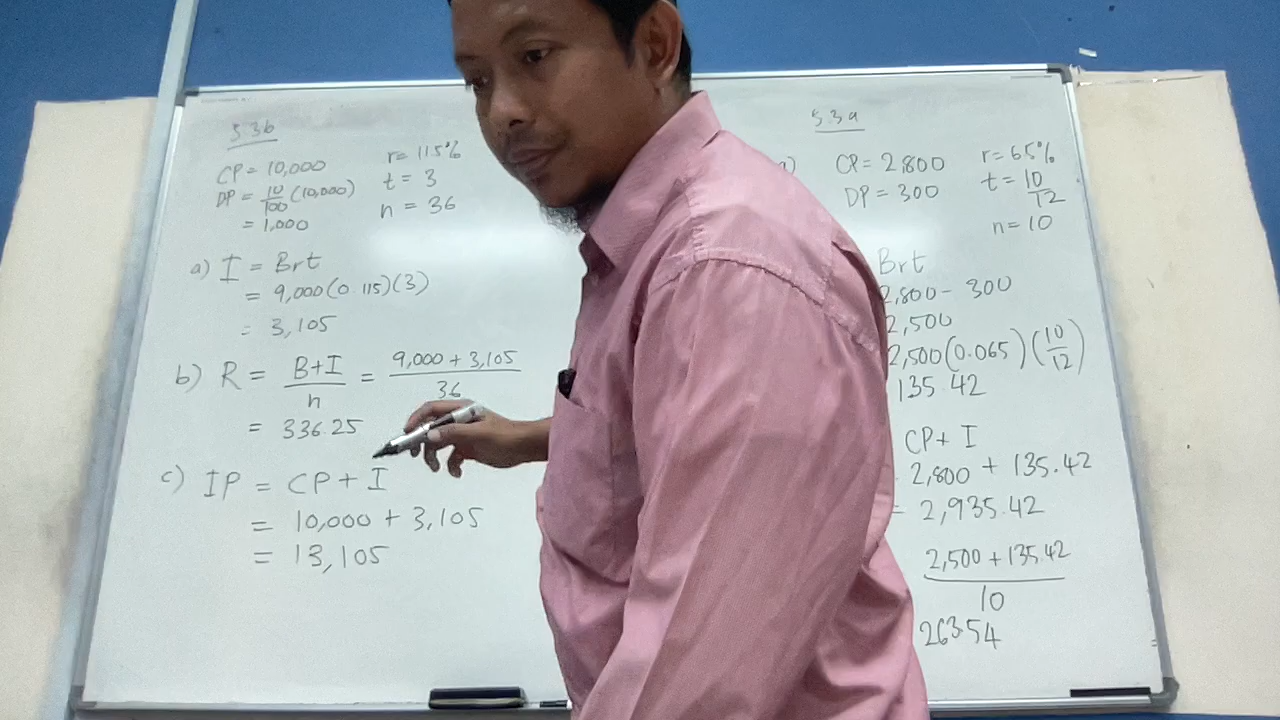 5.3b
CP = 10,000
DP = 10/100 (10,000)
= 1,000
r = 11.5%
t = 3
n = 36
a) I = Brt
= 9,000(0.115)(3)
= 3,105
b) R = B+I/n = 9,000 + 3,105/36
= 336.25
c) IP = CP + I
= 10,000 + 3,105
= 13,105
5.3a
CP = 2,800
DP = 300
r = 6.5%
t = 10/12
n = 10
Brt
2,800 - 300
2,500
2,500(0.065)(10/12)
135.42
CP + I
2,800 + 135.42
= 2,935.42
2,500 + 135.42/10
263.54